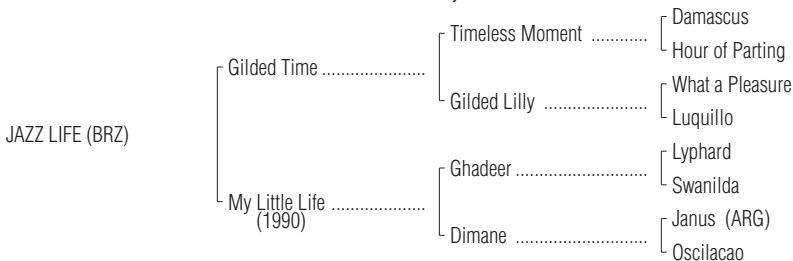 Damascus
Timeless Moment ............
Hour of Parting
Gilded Time ......................
What a Pleasure
Gilded Lilly ......................
Luquillo
JAZZ LIFE (BRZ)
Lyphard
Ghadeer ............................
Swanilda
My Little Life ....................
(1990)
Janus (ARG)
Dimane ............................
Oscilacao